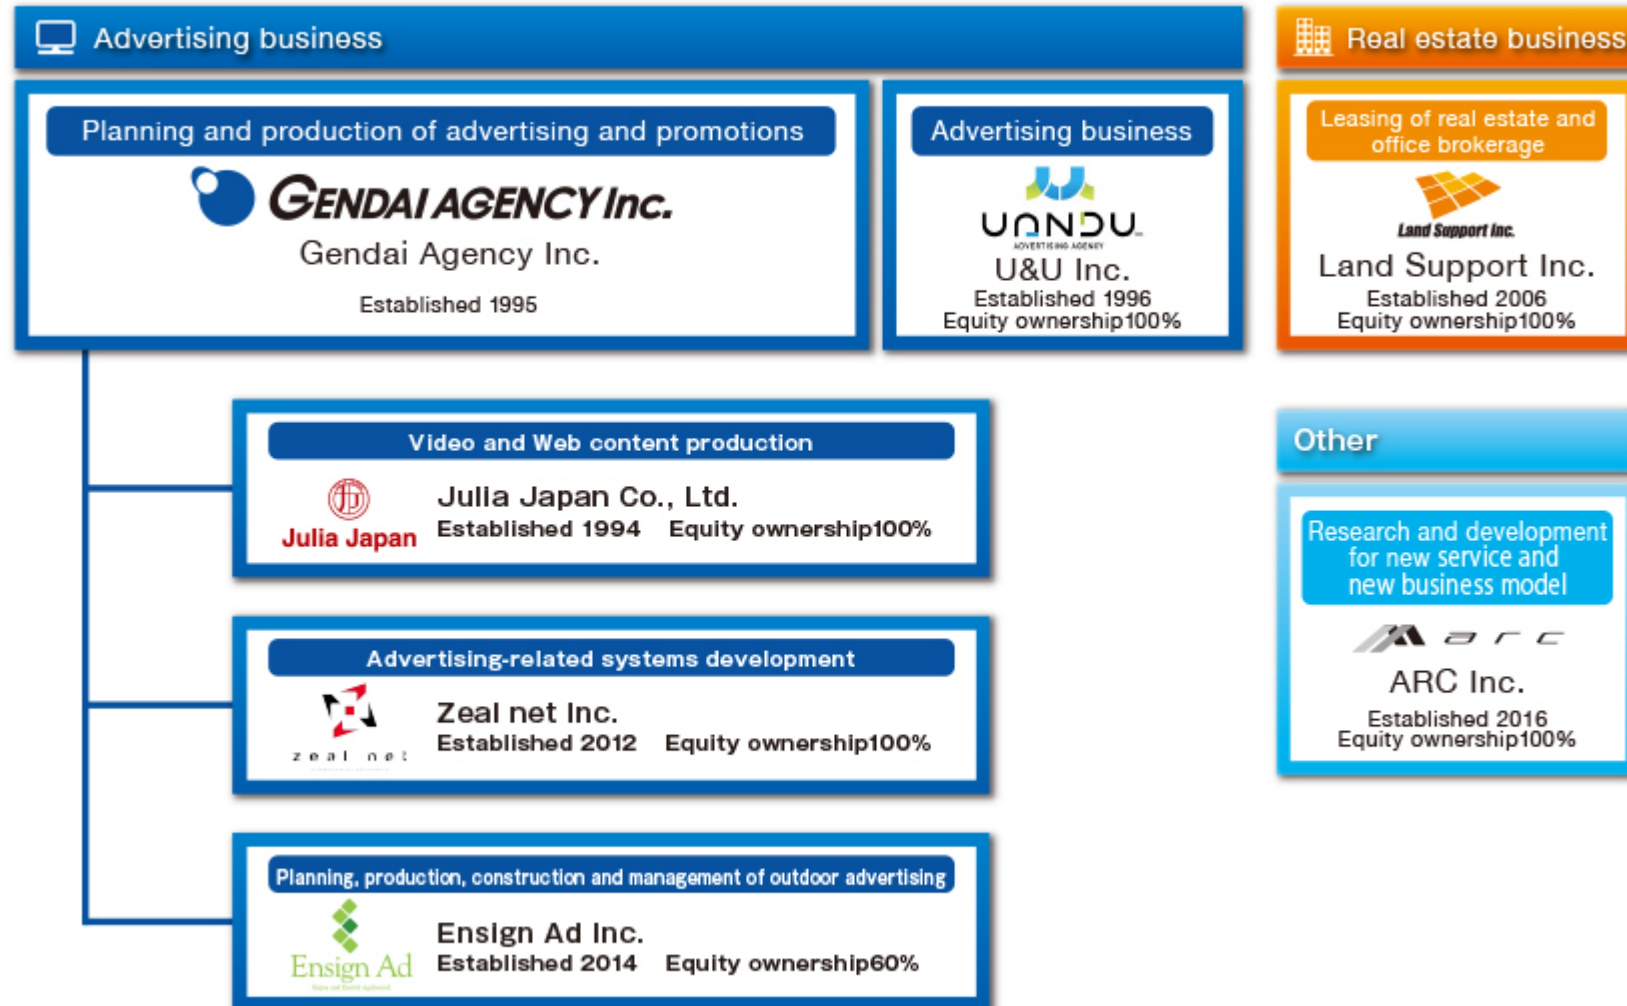 Advertising business
Planning and production of advertising and promotions
GENDAI AGENCY Inc.
Gendai Agency Inc.
Established 1995
Advertising business
UANDU
ADVERTISING AGENCY
U&U Inc.
Established 1996
Equity ownership100%
Real estate business
Leasing of real estate and
office brokerage
Land Support Inc.
Land Support Inc.
Established 2006
Equity ownership100%
Video and Web content production
Julia Japan
Julia Japan Co., Ltd.
Established 1994 Equity ownership100%
Advertising-related systems development
zeal net
Zeal net Inc.
Established 2012 Equity ownership100%
Planning, production, construction and management of outdoor advertising
Ensign Ad
Ensign Ad Inc.
Established 2014 Equity ownership60%
Other
Research and development
for new service and
new business model
arc
ARC Inc.
Established 2016
Equity ownership100%